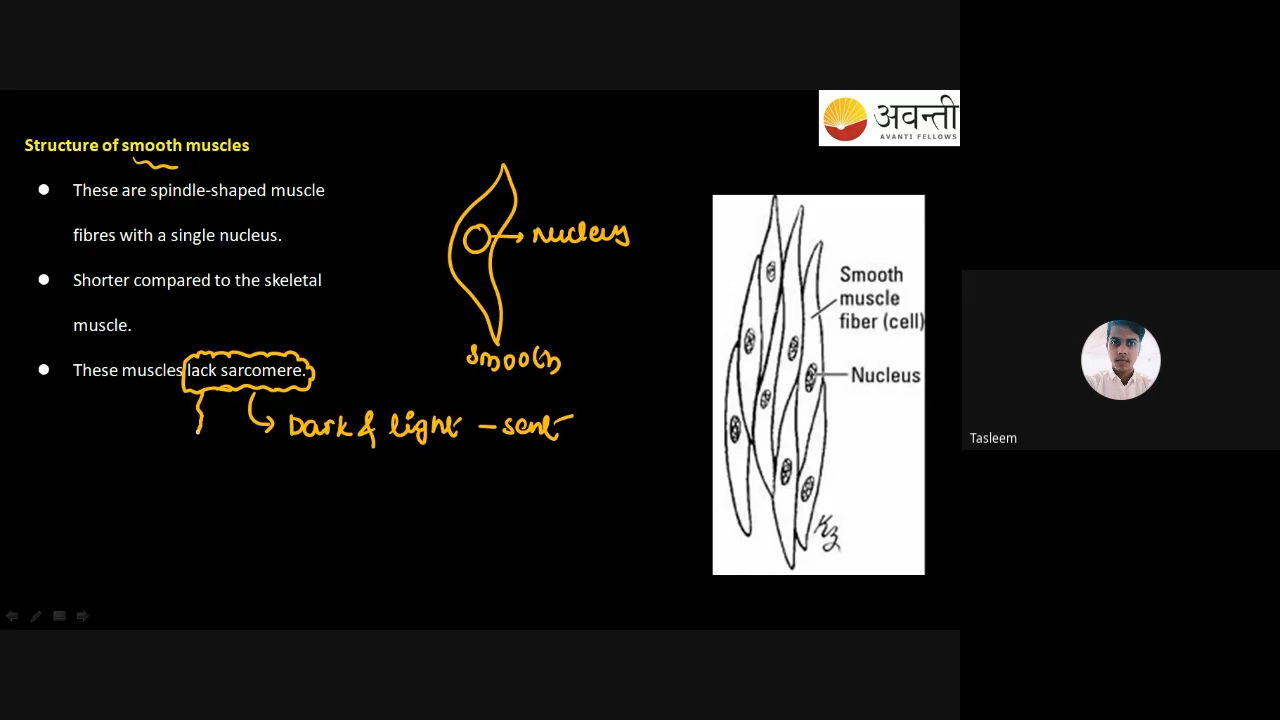 अवन्ती
AVANTI FELLOWS
Structure of smooth muscles
These are spindle-shaped muscle
fibres with a single nucleus.
Shorter compared to the skeletal
muscle.
These muscles lack sarcomere.
nucleus
smooth
Dark & light -
Smooth
muscle
fiber (cell)
Nucleus
Tasleem